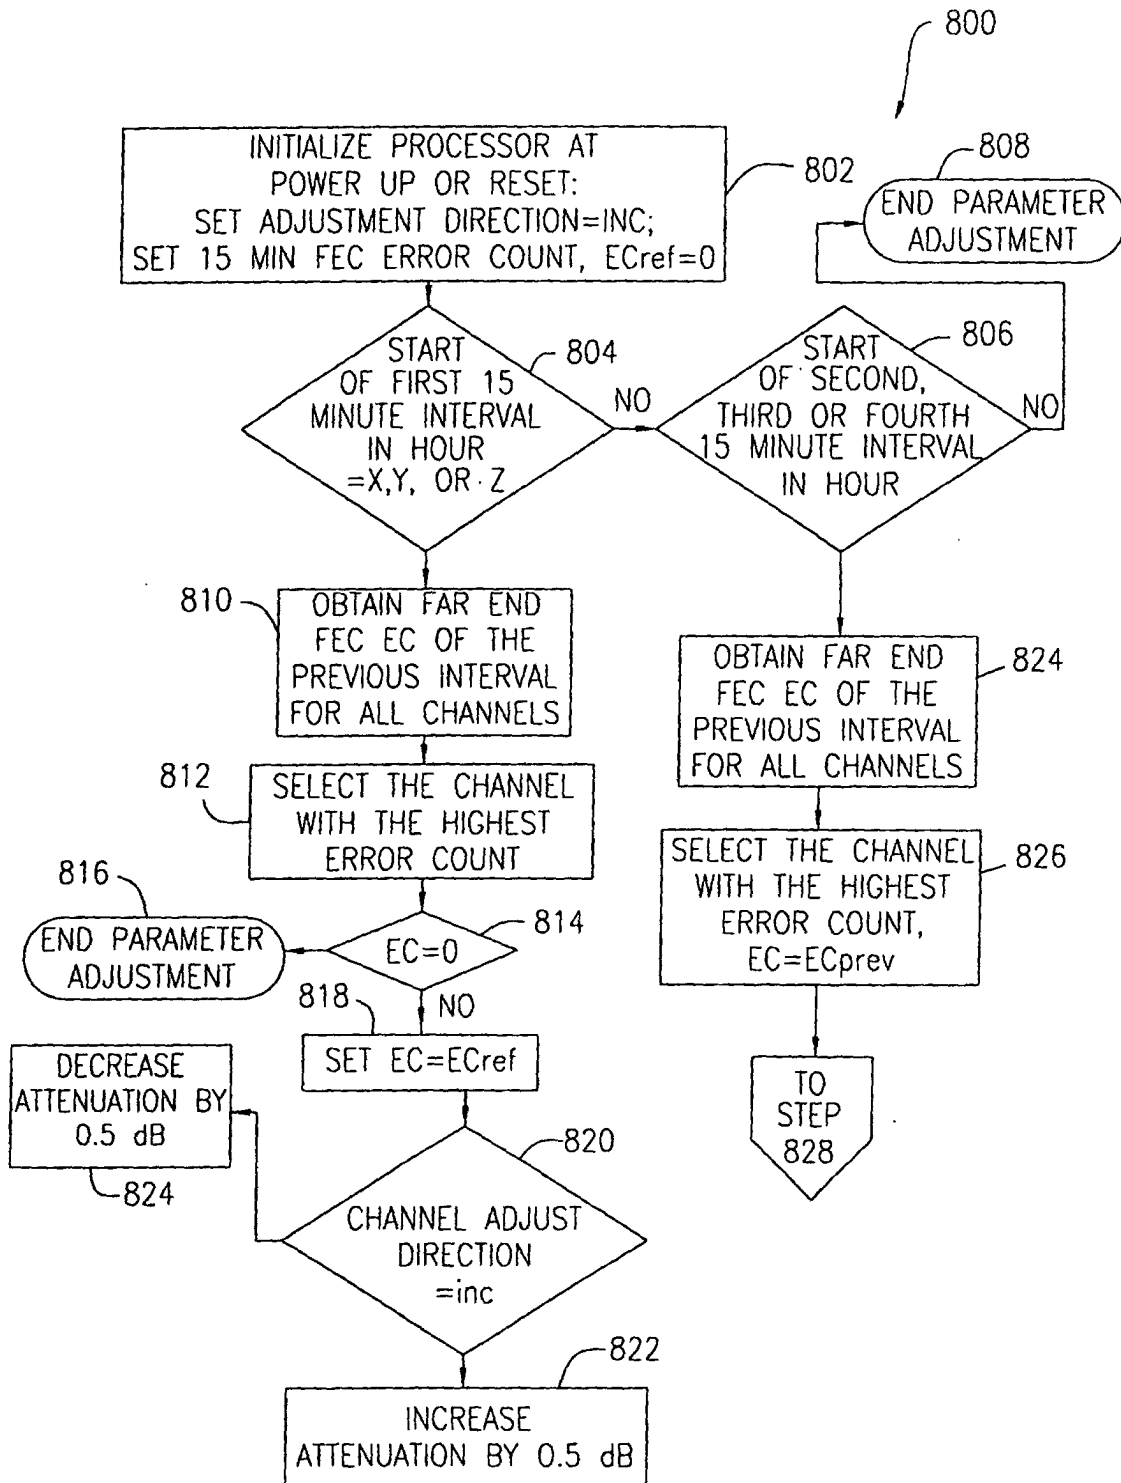 800
INITIALIZE PROCESSOR AT
POWER UP OR RESET:
SET ADJUSTMENT DIRECTION=INC;
SET 15 MIN FEC ERROR COUNT, ECref=0
802
808
END PARAMETER
ADJUSTMENT
START
OF FIRST 15
MINUTE INTERVAL
IN HOUR
=X,Y, OR Z
804
NO
START
OF SECOND,
THIRD OR FOURTH
15 MINUTE INTERVAL
IN HOUR
806
NO
810
OBTAIN FAR END
FEC EC OF THE
PREVIOUS INTERVAL
FOR ALL CHANNELS
OBTAIN FAR END
FEC EC OF THE
PREVIOUS INTERVAL
FOR ALL CHANNELS
824
812
SELECT THE CHANNEL
WITH THE HIGHEST
ERROR COUNT
SELECT THE CHANNEL
WITH THE HIGHEST
ERROR COUNT,
EC=ECprev
826
816
END PARAMETER
ADJUSTMENT
EC=0
814
NO
818
SET EC=ECref
TO
STEP
828
DECREASE
ATTENUATION BY
0.5 dB
824
820
CHANNEL ADJUST
DIRECTION
=inc
822
INCREASE
ATTENUATION BY 0.5 dB